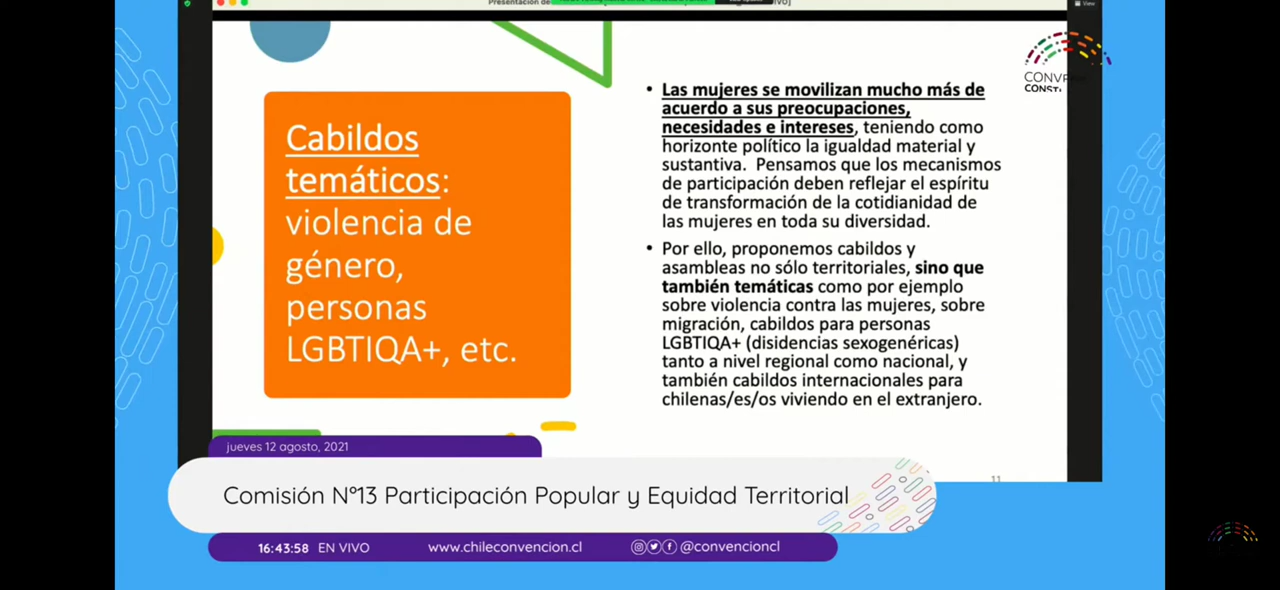 Presentación de
View
CONVE
CONST
Cabildos
temáticos:
violencia de
género,
personas
LGBTIQA+, etc.
• Las mujeres se movilizan mucho más de
acuerdo a sus preocupaciones,
necesidades e intereses, teniendo como
horizonte político la igualdad material y
sustantiva. Pensamos que los mecanismos
de participación deben reflejar el espíritu
de transformación de la cotidianidad de
las mujeres en toda su diversidad.
• Por ello, proponemos cabildos y
asambleas no sólo territoriales, sino que
también temáticas como por ejemplo
sobre violencia contra las mujeres, sobre
migración, cabildos para personas
LGBTIQA+ (disidencias sexogenéricas)
tanto a nivel regional como nacional, y
también cabildos internacionales para
chilenas/es/os viviendo en el extranjero.
11
jueves 12 agosto, 2021
Comisión N°13 Participación Popular y Equidad Territorial
16:43:58 EN VIVO www.chileconvencion.cl @convencioncl